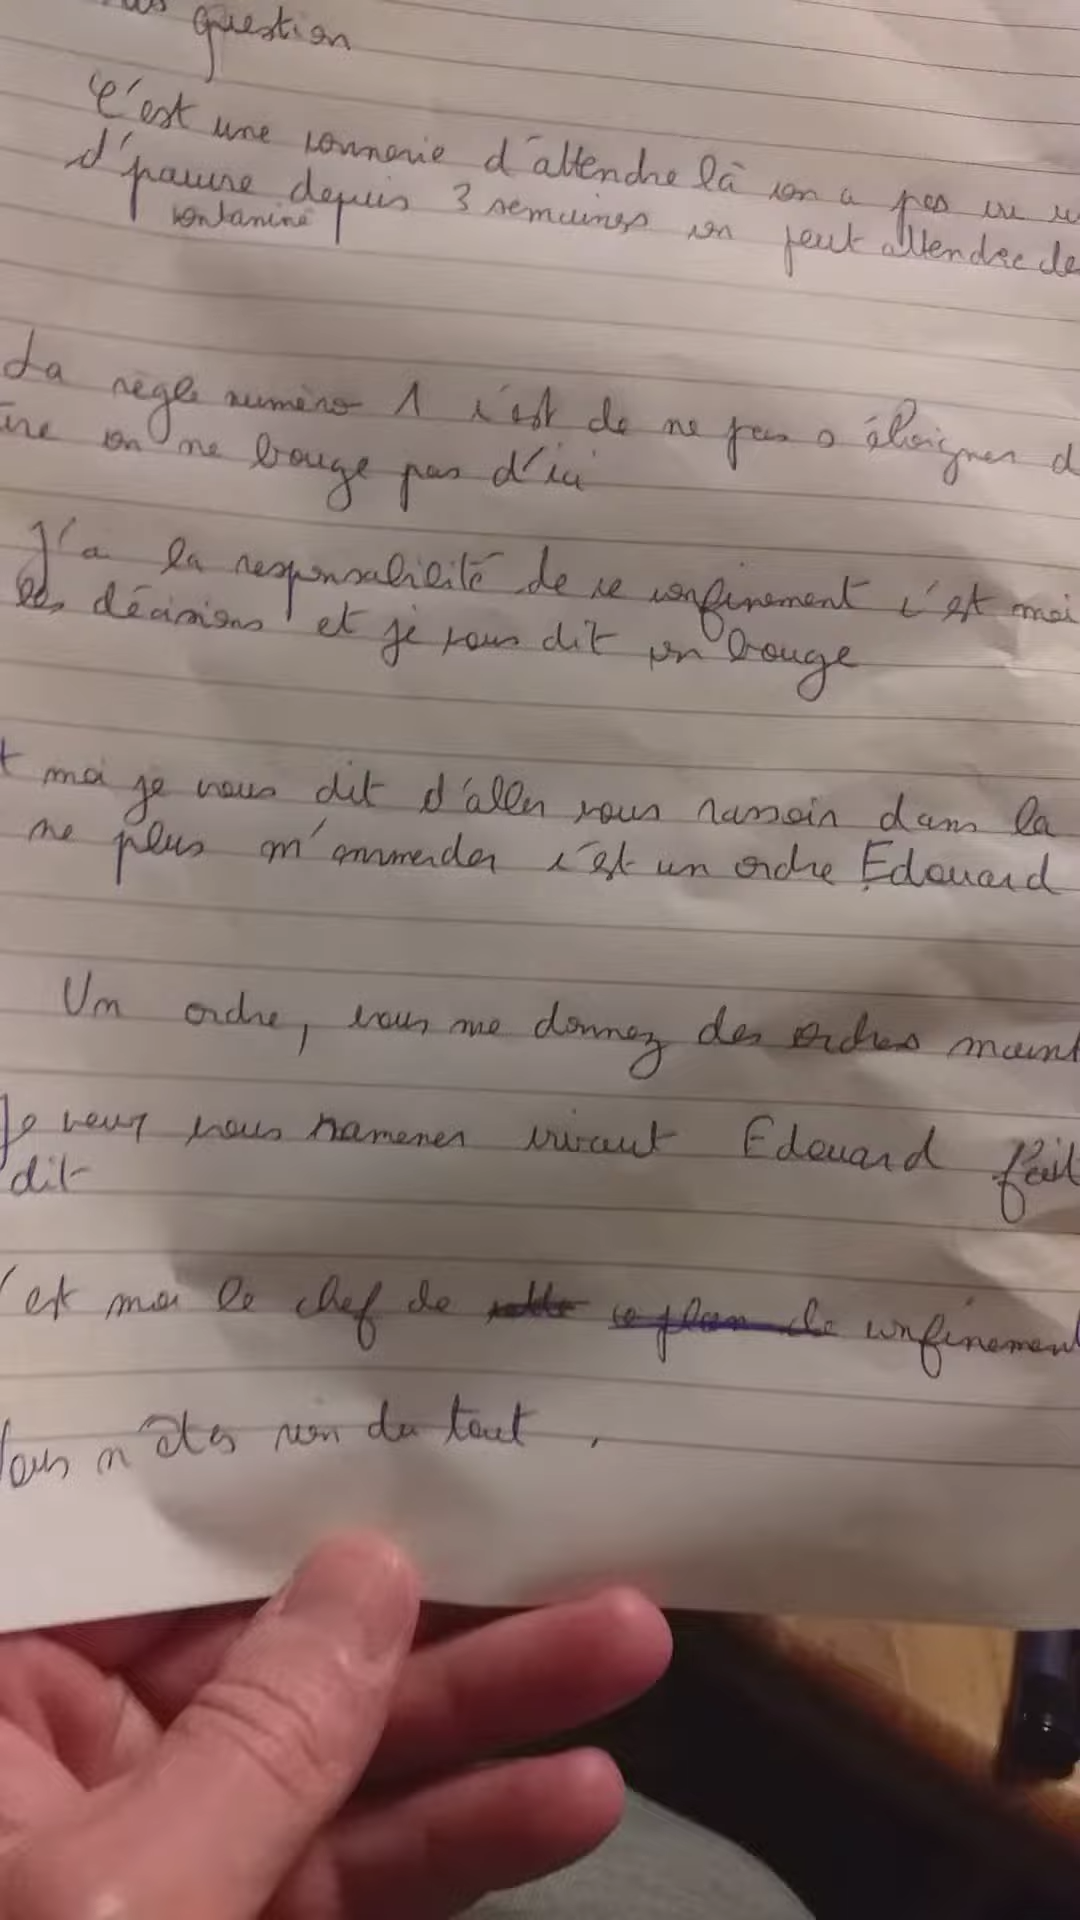 question
C'est une connerie d'attendre là on a pas vu u
d'pauvre depuis 3 semaines on peut attendre de
contaminé
La règle numéro 1 c'est de ne pas s éloigner d
on ne bouge pas d'ici
J'a la responsabilité de ce confinement c'est moi
les décisions et je vous dit on bouge
moi je vous dit d'aller vous rassoir dans la
ne plus m'emmerder c'est un ordre Edouard
Un ordre, vous me donnez des ordres maint
Je veux vous ramener vivant Edouard fait
dit
est moi le chef de ce plan de confinement
Vous n'êtes rien du tout.